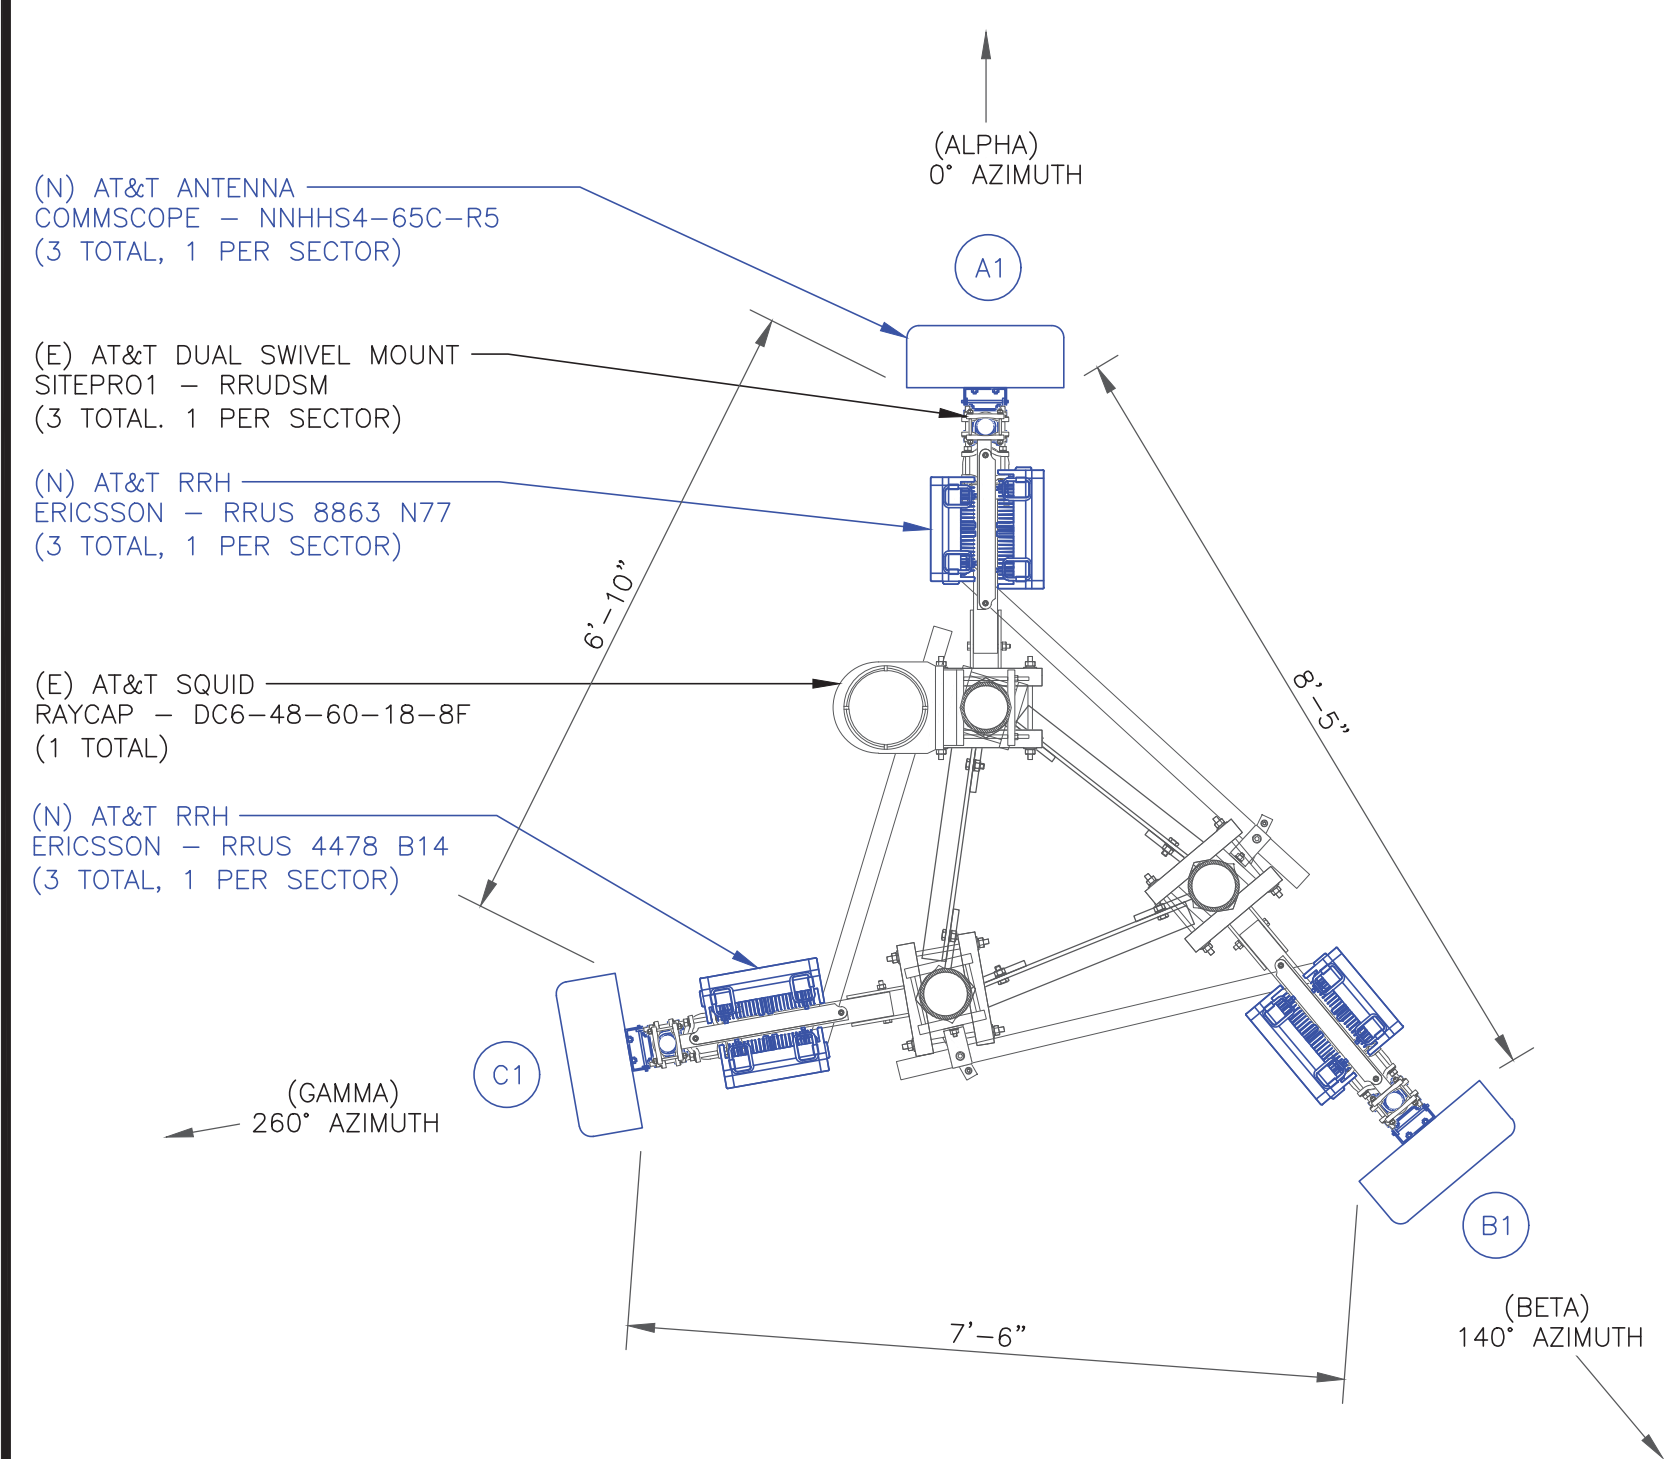 (ALPHA)
0° AZIMUTH
(N) AT&T ANTENNA
COMMSCOPE – NNHHS4–65C–R5
(3 TOTAL, 1 PER SECTOR)
A1
(E) AT&T DUAL SWIVEL MOUNT
SITEPRO1 – RRUDSM
(3 TOTAL. 1 PER SECTOR)
(N) AT&T RRH
ERICSSON – RRUS 8863 N77
(3 TOTAL, 1 PER SECTOR)
6'–10"
(E) AT&T SQUID
RAYCAP – DC6–48–60–18–8F
(1 TOTAL)
8'–5"
(N) AT&T RRH
ERICSSON – RRUS 4478 B14
(3 TOTAL, 1 PER SECTOR)
C1
(GAMMA)
260° AZIMUTH
B1
7'–6"
(BETA)
140° AZIMUTH